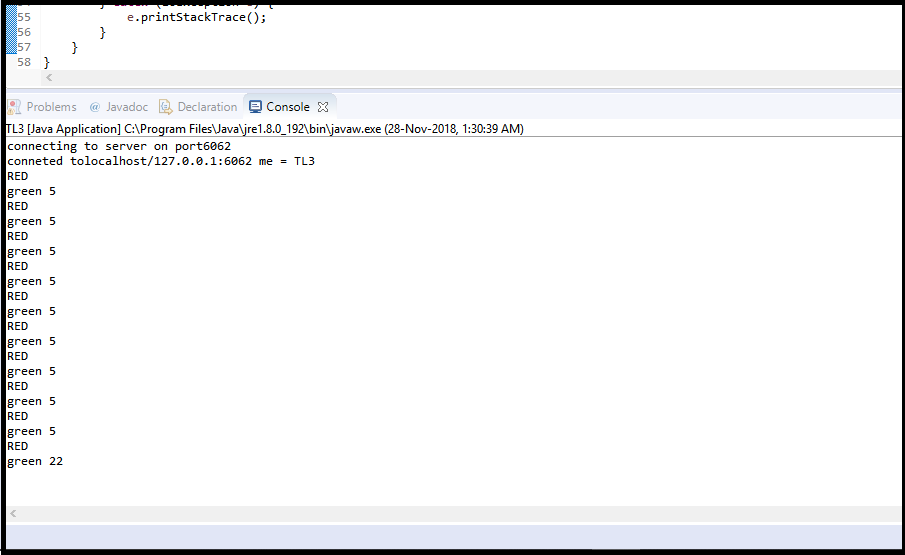 55 e.printStackTrace();
56 }
57 }
58 }
Problems @ Javadoc Declaration Console
TL3 [Java Application] C:\Program Files\Java\jre1.8.0_192\bin\javaw.exe (28-Nov-2018, 1:30:39 AM)
connecting to server on port6062
conneted tolocalhost/127.0.0.1:6062 me = TL3
RED
green 5
RED
green 5
RED
green 5
RED
green 5
RED
green 5
RED
green 5
RED
green 5
RED
green 5
RED
green 5
RED
green 22